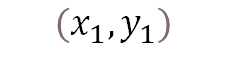 (x₁, y₁)